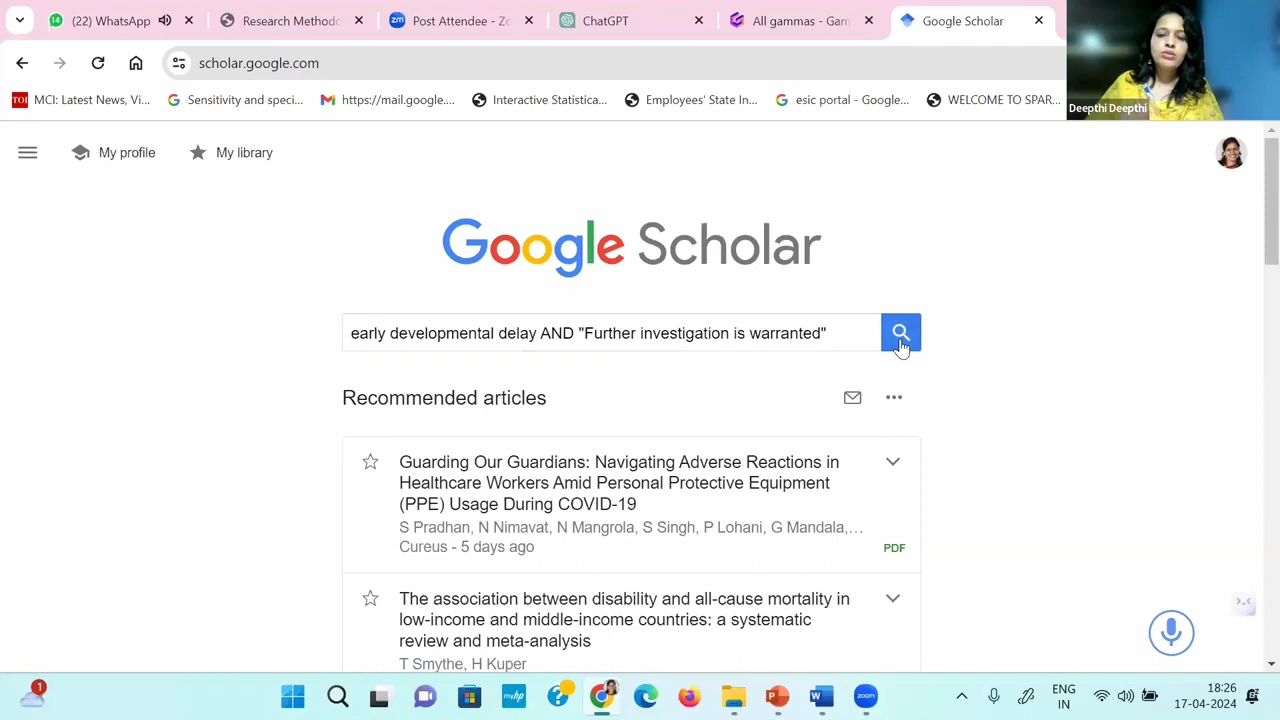 14
(22) WhatsApp
Research Methodo
zm
Post Attendee - Zo
ChatGPT
All gammas - Gam
Google Scholar
scholar.google.com
TOI
MCI: Latest News, Vi...
Sensitivity and speci...
https://mail.google....
Interactive Statistica...
Employees' State In...
esic portal - Google...
WELCOME TO SPAR...
Deepthi Deepthi
My profile
My library
Google Scholar
early developmental delay AND "Further investigation is warranted"
Recommended articles
Guarding Our Guardians: Navigating Adverse Reactions in
Healthcare Workers Amid Personal Protective Equipment
(PPE) Usage During COVID-19
S Pradhan, N Nimavat, N Mangrola, S Singh, P Lohani, G Mandala,...
Cureus - 5 days ago
PDF
The association between disability and all-cause mortality in
low-income and middle-income countries: a systematic
review and meta-analysis
T Smythe, H Kuper
1
myhp
zoom
ENG
IN
18:26
17-04-2024